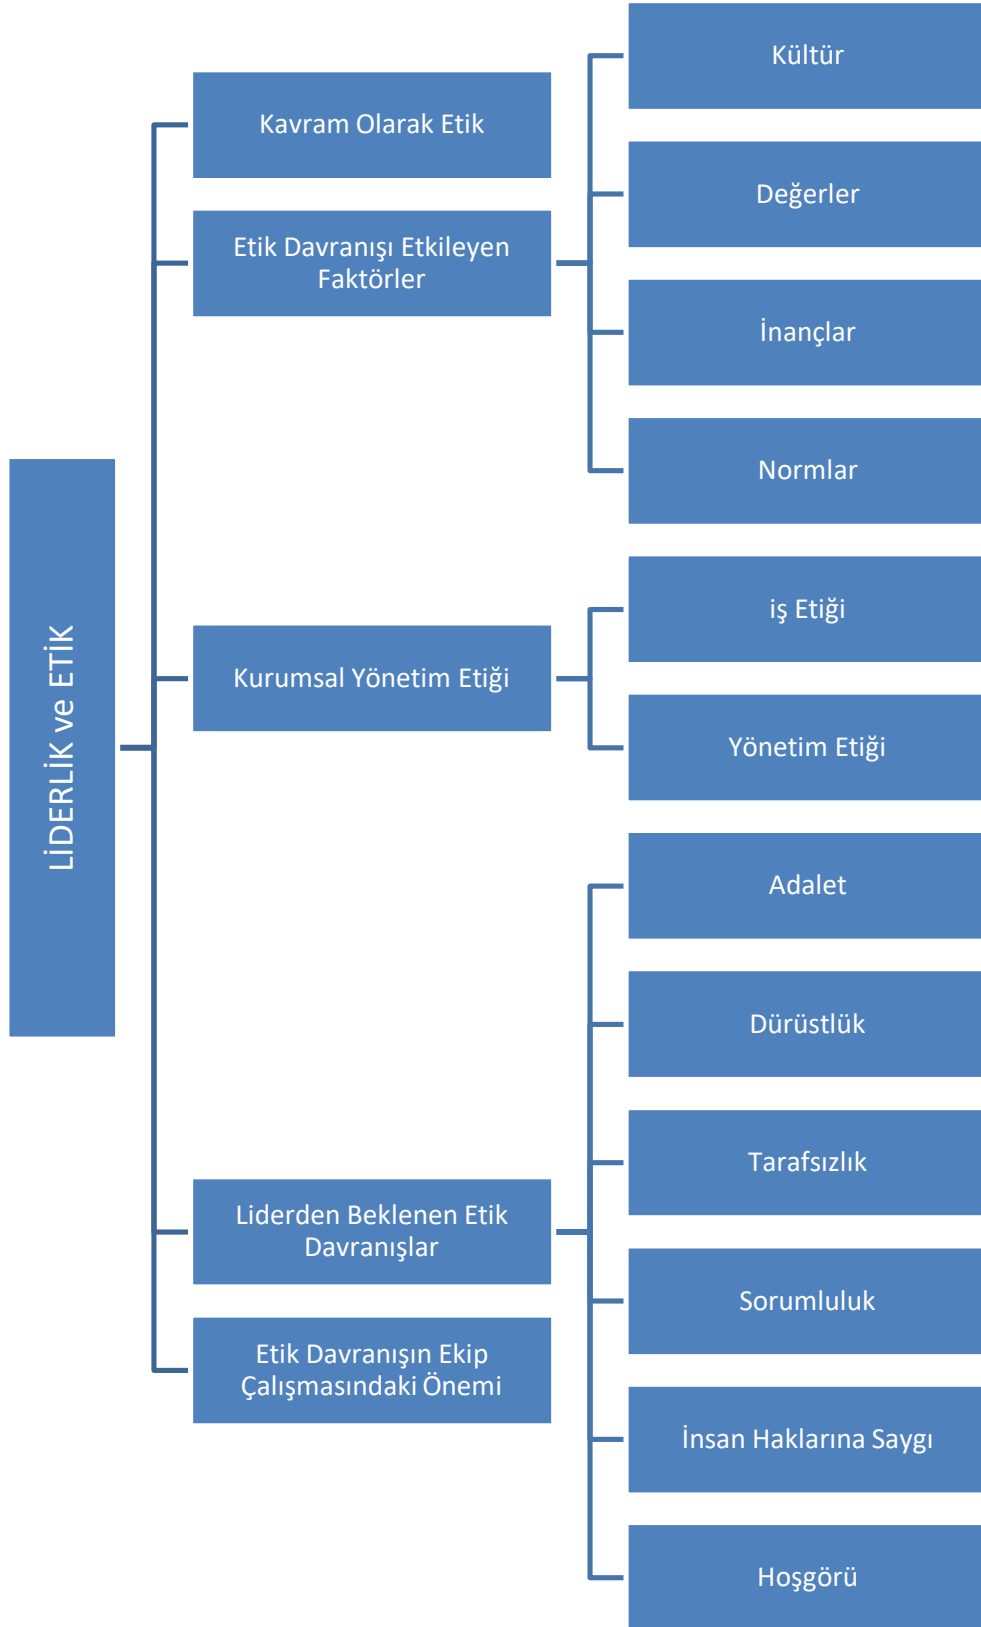 LİDERLİK ve ETİK
Kavram Olarak Etik
Etik Davranışı Etkileyen
Faktörler
Kültür
Değerler
İnançlar
Normlar
Kurumsal Yönetim Etiği
iş Etiği
Yönetim Etiği
Liderden Beklenen Etik
Davranışlar
Adalet
Dürüstlük
Tarafsızlık
Sorumluluk
İnsan Haklarına Saygı
Hoşgörü
Etik Davranışın Ekip
Çalışmasındaki Önemi